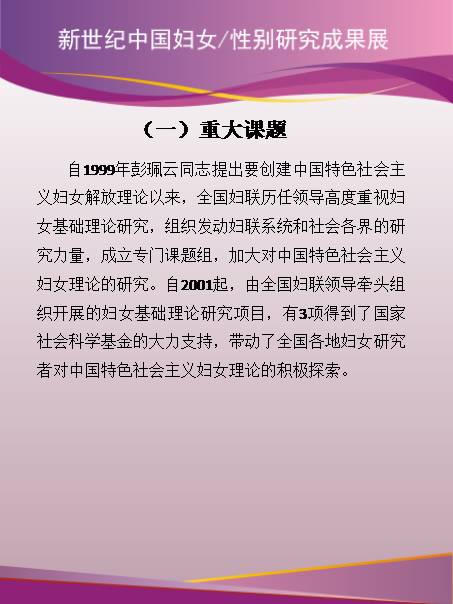 新世纪中国妇女/性别研究成果展
（一）重大课题
自1999年彭珮云同志提出要创建中国特色社会主
义妇女解放理论以来，全国妇联历任领导高度重视妇
女基础理论研究，组织发动妇联系统和社会各界的研
究力量，成立专门课题组，加大对中国特色社会主义
妇女理论的研究。自2001起，由全国妇联领导牵头组
织开展的妇女基础理论研究项目，有3项得到了国家
社会科学基金的大力支持，带动了全国各地妇女研究
者对中国特色社会主义妇女理论的积极探索。